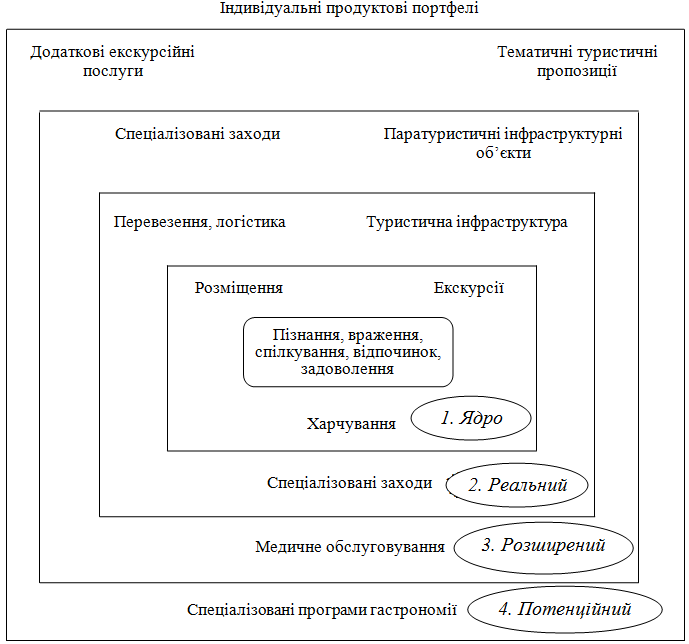 Індивідуальні продуктові портфелі
Додаткові екскурсійні
послуги
Тематичні туристичні
пропозиції
Спеціалізовані заходи
Паратуристичні інфраструктурні
об’єкти
Перевезення, логістика
Туристична інфраструктура
Розміщення
Екскурсії
Пізнання, враження,
спілкування, відпочинок,
задоволення
Харчування
1. Ядро
Спеціалізовані заходи
2. Реальний
Медичне обслуговування
3. Розширений
Спеціалізовані програми гастрономії
4. Потенційний